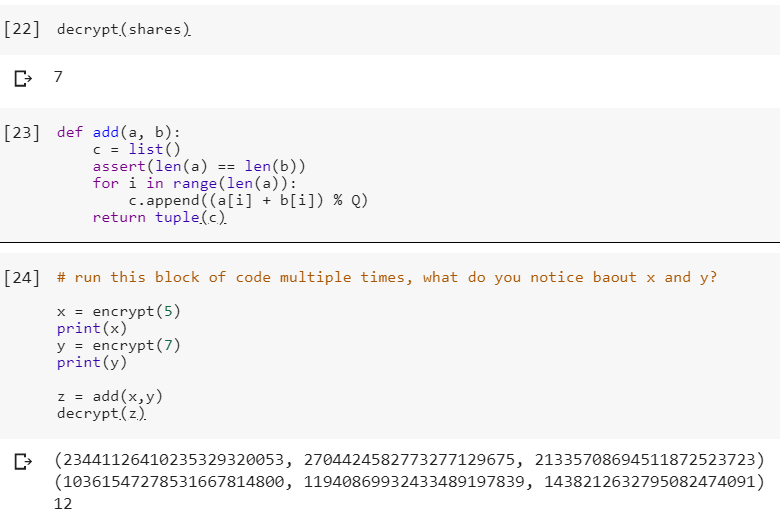 [22] decrypt(shares)
7
[23] def add(a, b):
c = list()
assert(len(a) == len(b))
for i in range(len(a)):
c.append((a[i] + b[i]) % Q)
return tuple(c)
[24] # run this block of code multiple times, what do you notice baout x and y?
x = encrypt(5)
print(x)
y = encrypt(7)
print(y)
z = add(x,y)
decrypt(z)
(23441126410235329320053, 2704424582773277129675, 21335708694511872523723)
(10361547278531667814800, 11940869932433489197839, 1438212632795082474091)
12